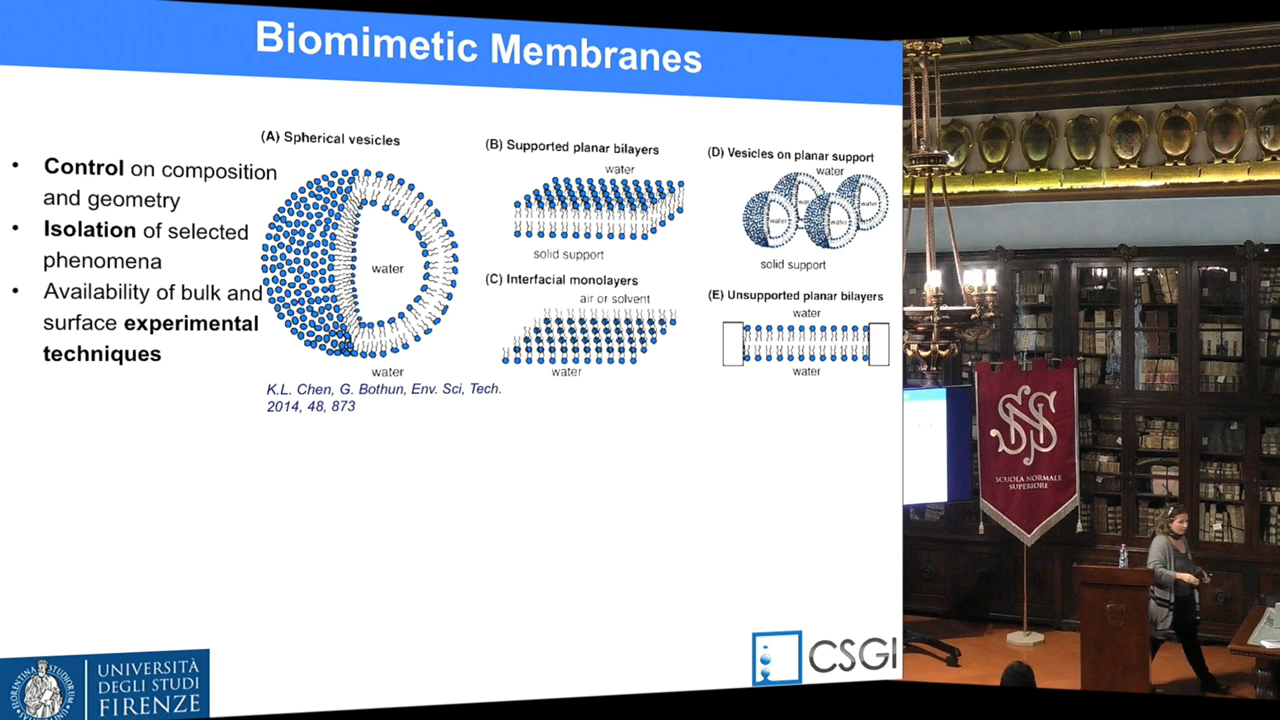 Biomimetic Membranes
• Control on composition
and geometry
• Isolation of selected
phenomena
• Availability of bulk and
surface experimental
techniques
(A) Spherical vesicles
water
water
K.L. Chen, G. Bothun, Env. Sci, Tech.
2014, 48, 873
(B) Supported planar bilayers
water
solid support
(C) Interfacial monolayers
air or solvent
water
(D) Vesicles on planar support
water
water
water
water
solid support
(E) Unsupported planar bilayers
water
water
UNIVERSITÀ
DEGLI STUDI
FIRENZE
CSGI
SNS
SCUOLA NORMALE
SUPERIORE